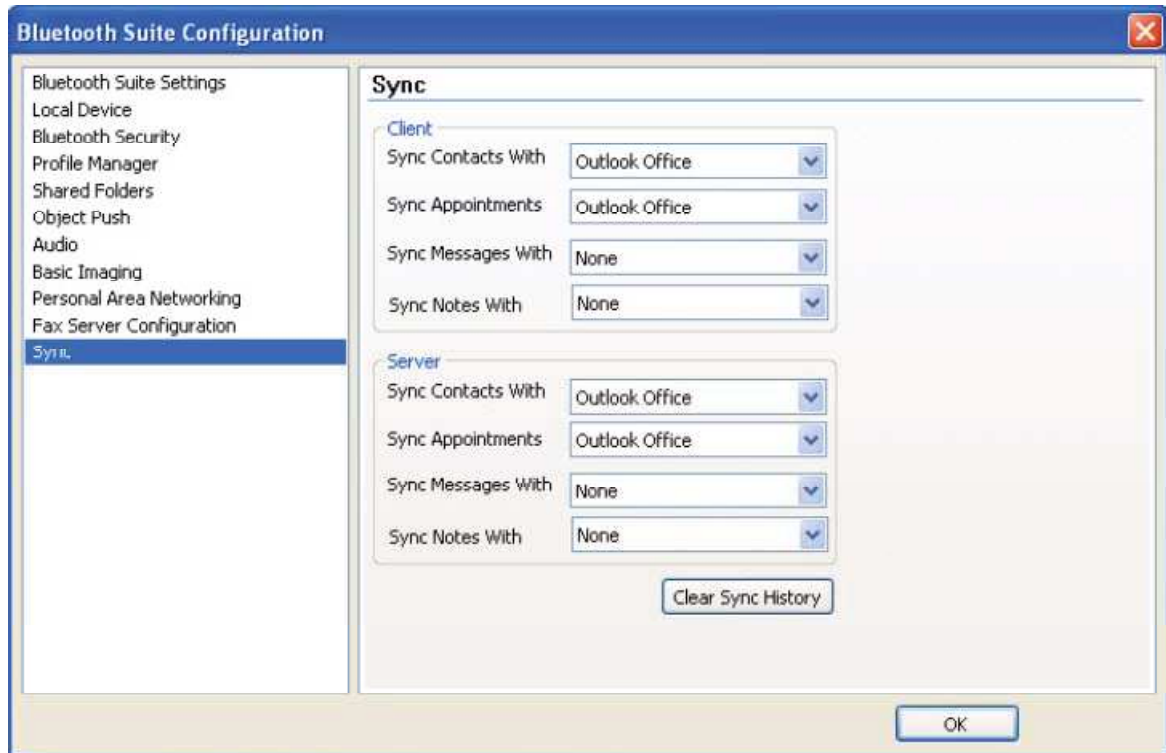 Bluetooth Suite Configuration
Bluetooth Suite Settings
Local Device
Bluetooth Security
Profile Manager
Shared Folders
Object Push
Audio
Basic Imaging
Personal Area Networking
Fax Server Configuration
Sync
Sync
Client
Sync Contacts With Outlook Office
Sync Appointments Outlook Office
Sync Messages With None
Sync Notes With None
Server
Sync Contacts With Outlook Office
Sync Appointments Outlook Office
Sync Messages With None
Sync Notes With None
Clear Sync History
OK